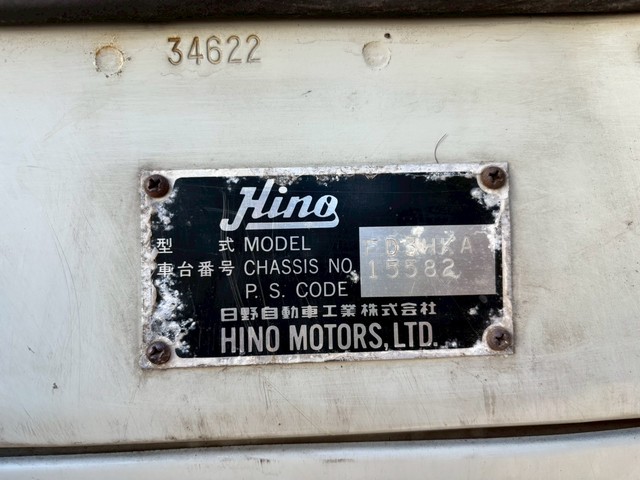 34622
Hino
型 式 MODEL
車台番号 CHASSIS NO. 15582
P. S. CODE
日野自動車工業株式会社
HINO MOTORS, LTD.